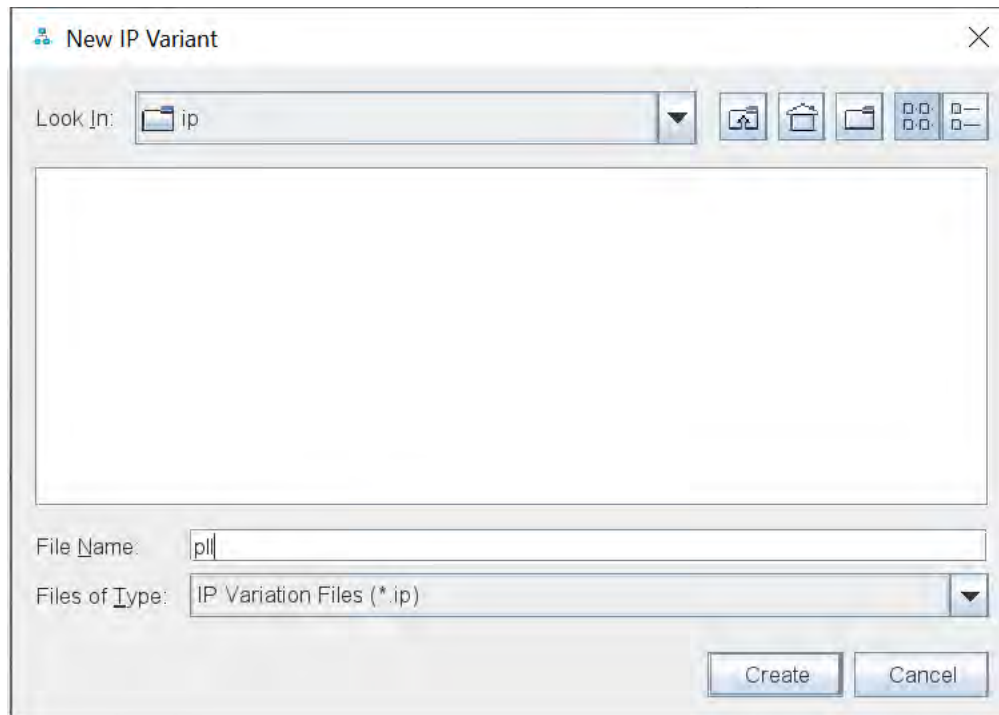 New IP Variant
Look In: ip
File Name: pll
Files of Type: IP Variation Files (*.ip)
Create Cancel